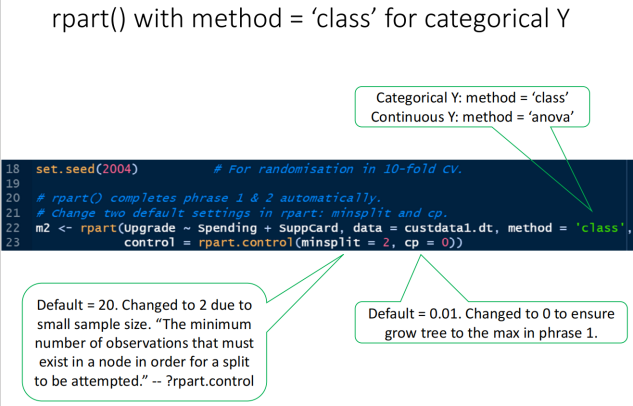 rpart() with method = ‘class’ for categorical Y
Categorical Y: method = ‘class’
Continuous Y: method = ‘anova’
18 set.seed(2004) # For randomisation in 10-fold CV.
19
20 # rpart() completes phrase 1 & 2 automatically.
21 # Change two default settings in rpart: minsplit and cp.
22 m2 <- rpart(Upgrade ~ Spending + SuppCard, data = custdata1.dt, method = 'class',
23 control = rpart.control(minsplit = 2, cp = 0))
Default = 20. Changed to 2 due to
small sample size. “The minimum
number of observations that must
exist in a node in order for a split
to be attempted.” -- ?rpart.control
Default = 0.01. Changed to 0 to ensure
grow tree to the max in phrase 1.